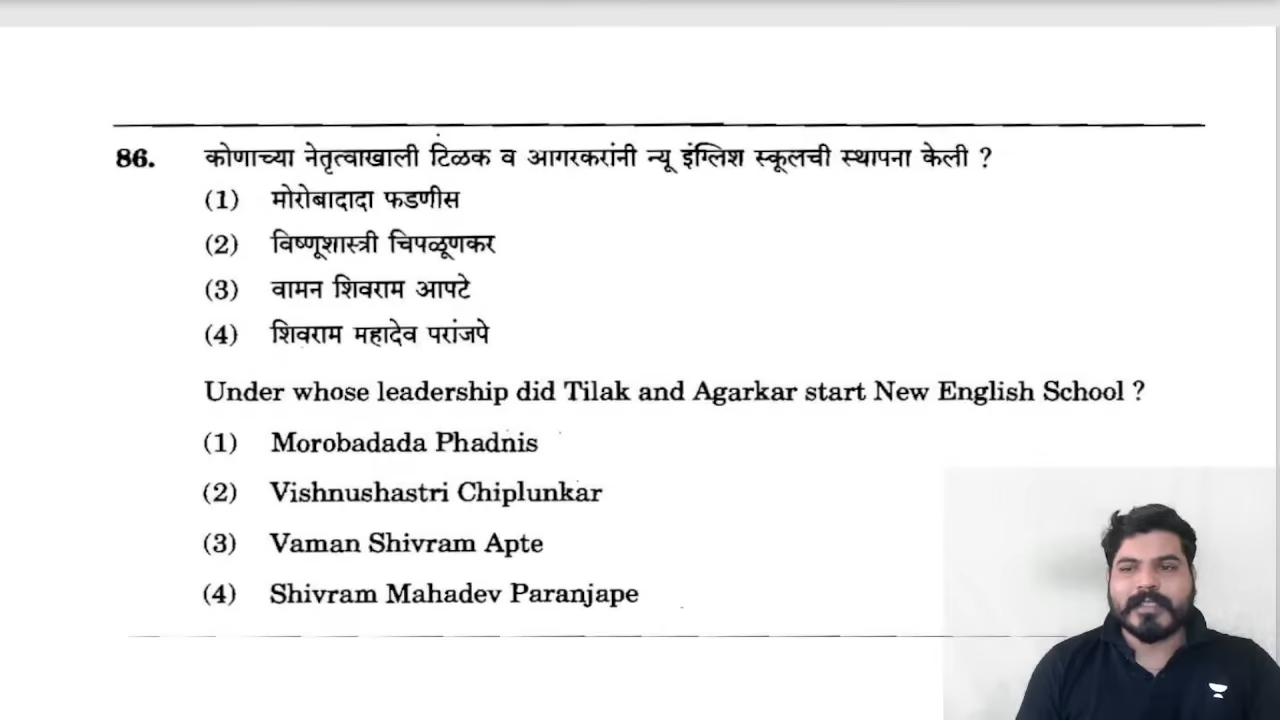 86. कोणाच्या नेतृत्वाखाली टिळक व आगरकरांनी न्यू इंग्लिश स्कूलची स्थापना केली ?
(1) मोरोबादादा फडणीस
(2) विष्णूशास्त्री चिपळूणकर
(3) वामन शिवराम आपटे
(4) शिवराम महादेव परांजपे
Under whose leadership did Tilak and Agarkar start New English School ?
(1) Morobadada Phadnis
(2) Vishnushastri Chiplunkar
(3) Vaman Shivram Apte
(4) Shivram Mahadev Paranjape